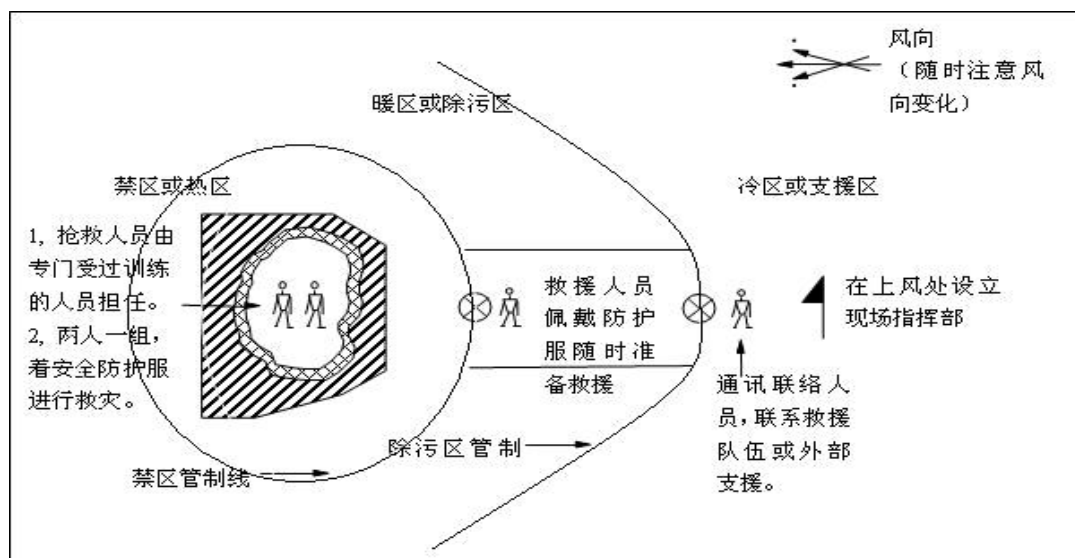 风向
（随时注意风
向变化）
暖区或除污区
禁区或热区
冷区或支援区
1，抢救人员由
专门受过训练
的人员担任。
2，两人一组，
着安全防护服
进行救灾。
救援人员
佩戴防护
服随时准
备救援
在上风处设立
现场指挥部
通讯联络人
员，联系救援
队伍或外部
支援。
除污区管制
禁区管制线